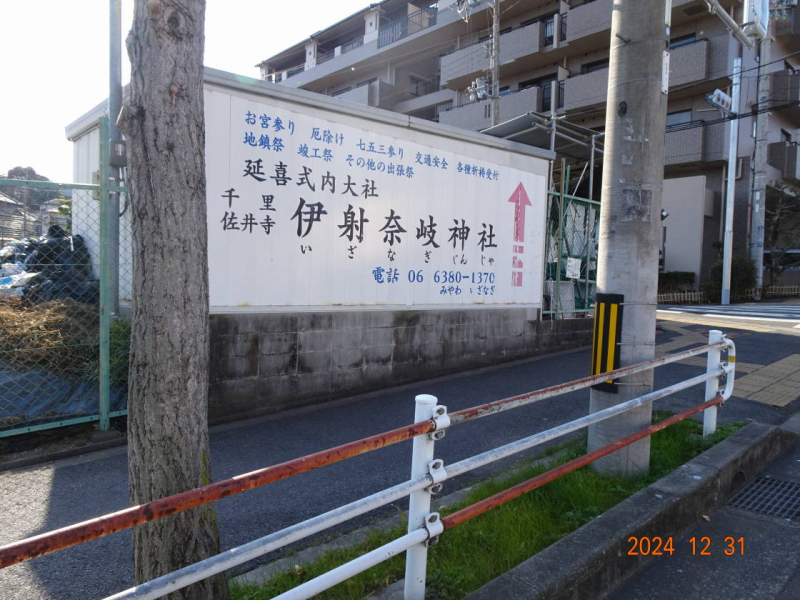 お宮参り 厄除け 七五三参り 交通安全 各種祈祷受付
地鎮祭 竣工祭 その他の出張祭
延喜式内大社
千里
佐井寺
伊射奈岐神社
いざなぎじんじゃ
電話 06 6380-1370
みやわ いざなぎ
2024 12 31